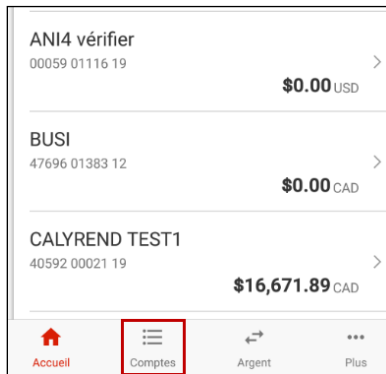 ANI4 vérifier
00059 01116 19
$0.00 USD
BUSI
47696 01383 12
$0.00 CAD
CALYREND TEST1
40592 00021 19
$16,671.89 CAD
Accueil Comptes Argent Plus